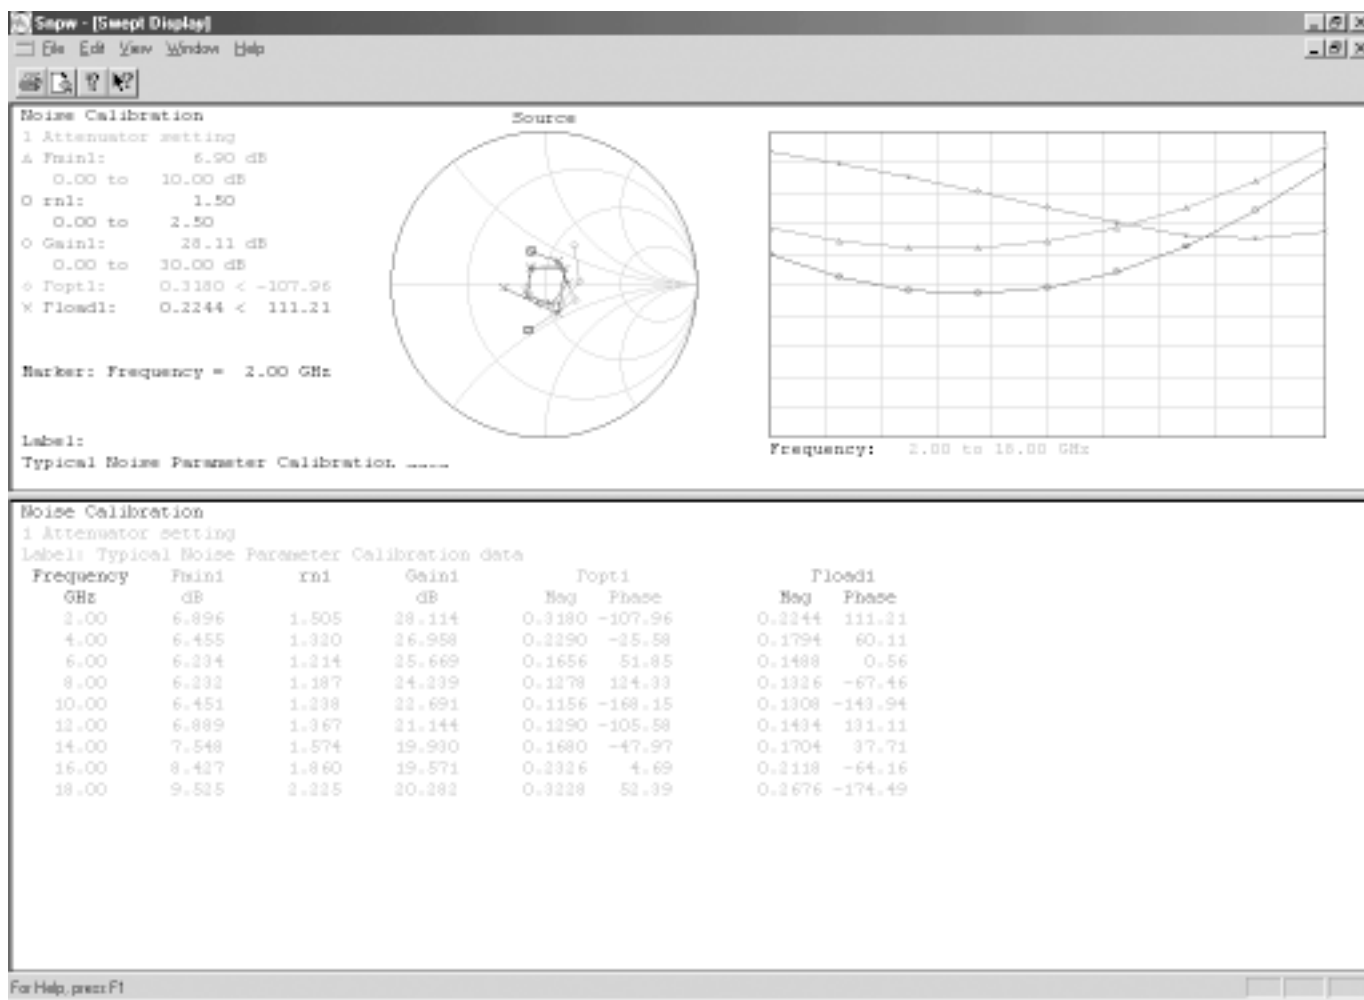 Snpw - [Swept Display]
File Edit View Window Help
Noise Calibration
1 Attenuator setting
Δ Fmin1: 6.90 dB
0.00 to 10.00 dB
O rn1: 1.50
0.00 to 2.50
◇ Gain1: 28.11 dB
0.00 to 30.00 dB
◇ Γopt1: 0.3180 < -107.96
× Γload1: 0.2244 < 111.21
Marker: Frequency = 2.00 GHz
Label:
Typical Noise Parameter Calibration
Source
Frequency: 2.00 to 18.00 GHz
Noise Calibration
1 Attenuator setting
Label: Typical Noise Parameter Calibration data
Frequency Fmin1 rn1 Gain1 Γopt1 Γload1
GHz dB dB Mag Phase Mag Phase
2.00 6.896 1.505 28.114 0.3180 -107.96 0.2244 111.21
4.00 6.455 1.320 26.958 0.2290 -25.58 0.1794 60.11
6.00 6.234 1.214 25.669 0.1656 51.85 0.1488 0.56
8.00 6.232 1.187 24.239 0.1278 124.33 0.1326 -67.46
10.00 6.451 1.238 22.691 0.1156 -168.15 0.1308 -143.94
12.00 6.889 1.367 21.144 0.1290 -105.58 0.1434 131.11
14.00 7.548 1.574 19.930 0.1680 -47.97 0.1704 37.71
16.00 8.427 1.860 19.571 0.2326 4.69 0.2118 -64.16
18.00 9.525 2.225 20.282 0.3228 52.39 0.2676 -174.49
For Help, press F1